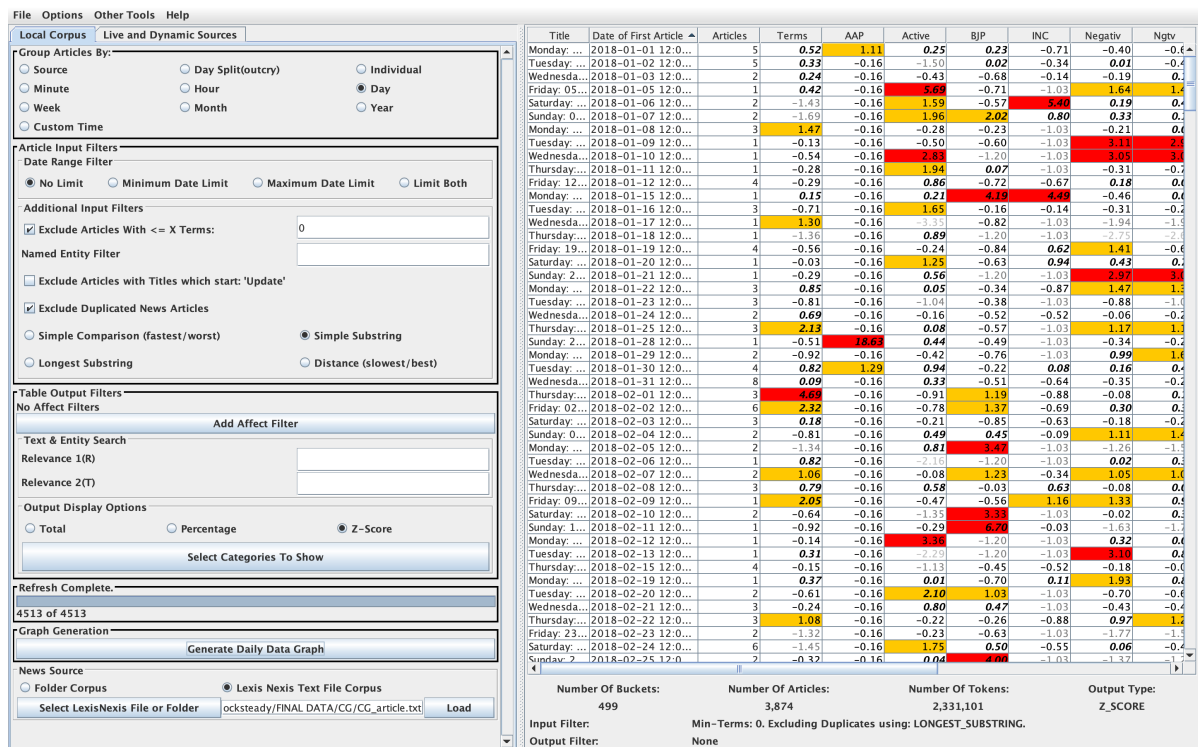 File Options Other Tools Help
Local Corpus Live and Dynamic Sources
Group Articles By:
Source Day Split(outcry) Individual
Minute Hour Day
Week Month Year
Custom Time
Article Input Filters
Date Range Filter
No Limit Minimum Date Limit Maximum Date Limit Limit Both
Additional Input Filters
Exclude Articles With <= X Terms: 0
Named Entity Filter
Exclude Articles with Titles which start: 'Update'
Exclude Duplicated News Articles
Simple Comparison (fastest/worst) Simple Substring
Longest Substring Distance (slowest/best)
Table Output Filters
No Affect Filters
Add Affect Filter
Text & Entity Search
Relevance 1(R)
Relevance 2(T)
Output Display Options
Total Percentage Z-Score
Select Categories To Show
Refresh Complete.
4513 of 4513
Graph Generation
Generate Daily Data Graph
News Source
Folder Corpus Lexis Nexis Text File Corpus
Select LexisNexis File or Folder ocksteady/FINAL DATA/CG/CG_article.txt Load
Title Date of First Article Articles Terms AAP Active BJP INC Negativ Ngtv
Monday: ... 2018-01-01 12:0... 5 0.52 1.11 0.25 0.23 -0.71 -0.40
Tuesday: ... 2018-01-02 12:0... 5 0.33 -0.16 -1.50 0.02 -0.34 0.01
Wednesda... 2018-01-03 12:0... 2 0.24 -0.16 -0.43 -0.68 -0.14 -0.19
Friday: 05... 2018-01-05 12:0... 1 0.42 -0.16 5.69 -0.71 -1.03 1.64
Saturday: ... 2018-01-06 12:0... 2 -1.43 -0.16 1.59 -0.57 5.40 0.19
Sunday: 0... 2018-01-07 12:0... 2 -1.69 -0.16 1.96 2.02 0.80 0.33
Monday: ... 2018-01-08 12:0... 3 1.47 -0.16 -0.28 -0.23 -1.03 -0.21
Tuesday: ... 2018-01-09 12:0... 1 -0.13 -0.16 -0.50 -0.60 -1.03 3.11
Wednesda... 2018-01-10 12:0... 1 -0.54 -0.16 2.83 -1.20 -1.03 3.05
Thursday:... 2018-01-11 12:0... 1 -0.28 -0.16 1.94 0.07 -1.03 -0.31
Friday: 12... 2018-01-12 12:0... 4 -0.29 -0.16 0.86 -0.72 -0.67 0.18
Monday: ... 2018-01-15 12:0... 1 0.15 -0.16 0.21 4.19 4.49 -0.46
Tuesday: ... 2018-01-16 12:0... 3 -0.71 -0.16 1.65 -0.16 -0.14 -0.31
Wednesda... 2018-01-17 12:0... 1 1.30 -0.16 -3.35 -0.82 -1.03 -1.94
Thursday:... 2018-01-18 12:0... 1 -1.36 -0.16 0.89 -1.20 -1.03 -2.75
Friday: 19... 2018-01-19 12:0... 4 -0.56 -0.16 -0.24 -0.84 0.62 1.41
Saturday: ... 2018-01-20 12:0... 1 -0.03 -0.16 1.25 -0.63 0.94 0.43
Sunday: 2... 2018-01-21 12:0... 1 -0.29 -0.16 0.56 -1.20 -1.03 2.97
Monday: ... 2018-01-22 12:0... 3 0.85 -0.16 0.05 -0.34 -0.87 1.47
Tuesday: ... 2018-01-23 12:0... 3 -0.81 -0.16 -1.04 -0.38 -1.03 -0.88
Wednesda... 2018-01-24 12:0... 2 0.69 -0.16 -0.16 -0.52 -0.52 -0.06
Thursday:... 2018-01-25 12:0... 3 2.13 -0.16 0.08 -0.57 -1.03 1.17
Sunday: 2... 2018-01-28 12:0... 1 -0.51 18.63 0.44 -0.49 -1.03 -0.34
Monday: ... 2018-01-29 12:0... 2 -0.92 -0.16 -0.42 -0.76 -1.03 0.99
Tuesday: ... 2018-01-30 12:0... 4 0.82 1.29 0.94 -0.22 0.08 0.16
Wednesda... 2018-01-31 12:0... 8 0.09 -0.16 0.33 -0.51 -0.64 -0.35
Thursday:... 2018-02-01 12:0... 3 4.69 -0.16 -0.91 1.19 -0.88 -0.08
Friday: 02... 2018-02-02 12:0... 6 2.32 -0.16 -0.78 1.37 -0.69 0.30
Saturday: ... 2018-02-03 12:0... 3 0.18 -0.16 -0.21 -0.85 -0.63 -0.18
Sunday: 0... 2018-02-04 12:0... 2 -0.81 -0.16 0.49 0.45 -0.09 1.11
Monday: ... 2018-02-05 12:0... 2 -1.34 -0.16 0.81 3.47 -1.03 -1.26
Tuesday: ... 2018-02-06 12:0... 1 0.82 -0.16 -2.16 -1.20 -1.03 0.02
Wednesda... 2018-02-07 12:0... 2 1.06 -0.16 -0.08 1.23 -0.34 1.05
Thursday:... 2018-02-08 12:0... 3 0.79 -0.16 0.58 -0.03 0.63 -0.08
Friday: 09... 2018-02-09 12:0... 1 2.05 -0.16 -0.47 -0.56 1.16 1.33
Saturday: ... 2018-02-10 12:0... 2 -0.64 -0.16 -1.35 3.33 -1.03 -0.02
Sunday: 1... 2018-02-11 12:0... 1 -0.92 -0.16 -0.29 6.70 -0.03 -1.63
Monday: ... 2018-02-12 12:0... 1 -0.14 -0.16 3.36 -1.20 -1.03 0.32
Tuesday: ... 2018-02-13 12:0... 1 0.31 -0.16 -2.29 -1.20 -1.03 3.10
Thursday:... 2018-02-15 12:0... 4 -0.15 -0.16 -1.13 -0.45 -0.52 -0.18
Monday: ... 2018-02-19 12:0... 1 0.37 -0.16 0.01 -0.70 0.11 1.93
Tuesday: ... 2018-02-20 12:0... 2 -0.61 -0.16 2.10 1.03 -1.03 -0.70
Wednesda... 2018-02-21 12:0... 3 -0.24 -0.16 0.80 0.47 -1.03 -0.43
Thursday:... 2018-02-22 12:0... 3 1.08 -0.16 -0.22 -0.26 -0.88 0.97
Friday: 23... 2018-02-23 12:0... 2 -1.32 -0.16 -0.23 -0.63 -1.03 -1.77
Saturday: ... 2018-02-24 12:0... 6 -1.45 -0.16 1.75 0.50 -0.55 0.06
Sunday: 2... 2018-02-25 12:0... 2 -0.32 -0.16 0.04 4.00 -1.03 -1.37
Number Of Buckets: Number Of Articles: Number Of Tokens: Output Type:
499 3,874 2,331,101 Z_SCORE
Input Filter: Min-Terms: 0. Excluding Duplicates using: LONGEST_SUBSTRING.
Output Filter: None